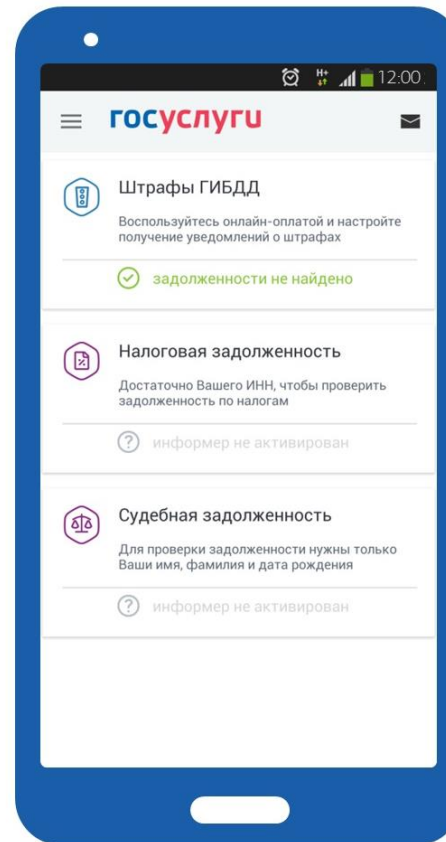 H+ 12:00
госуслуги
Штрафы ГИБДД
Воспользуйтесь онлайн-оплатой и настройте
получение уведомлений о штрафах
задолженности не найдено
Налоговая задолженность
Достаточно Вашего ИНН, чтобы проверить
задолженность по налогам
? информер не активирован
Судебная задолженность
Для проверки задолженности нужны только
Ваши имя, фамилия и дата рождения
? информер не активирован